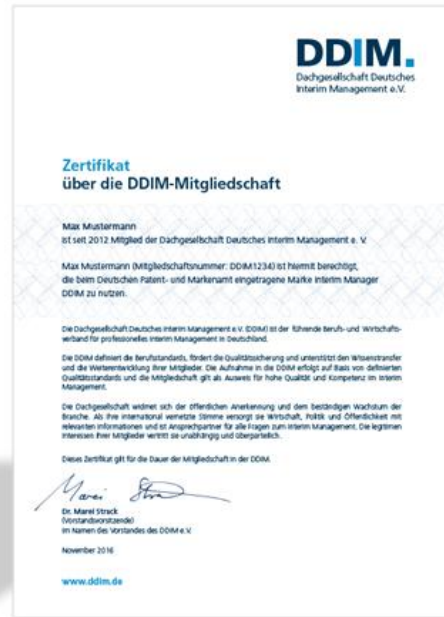 DDIM.
Dachgesellschaft Deutsches
Interim Management e.V.
Zertifikat
über die DDIM-Mitgliedschaft
Max Mustermann
ist seit 2012 Mitglied der Dachgesellschaft Deutsches Interim Management e. V.
Max Mustermann (Mitgliedschaftsnummer: DDIM1234) ist hiermit berechtigt,
die beim Deutschen Patent- und Markenamt eingetragene Marke Interim Manager
DDIM zu nutzen.
Die Dachgesellschaft Deutsches Interim Management e.V. (DDIM) ist der führende Berufs- und Wirtschafts-
verband für professionelles Interim Management in Deutschland.
Die DDIM definiert die Berufsstandards, fördert die Qualitätssicherung und unterstützt den Wissenstransfer
und die Weiterentwicklung ihrer Mitglieder. Die Aufnahme in die DDIM erfolgt auf Basis von definierten
Qualitätsstandards und die Mitgliedschaft gilt als Ausweis für hohe Qualität und Kompetenz im Interim
Management.
Die Dachgesellschaft widmet sich der öffentlichen Anerkennung und dem beständigen Wachstum der
Branche. Als ihre international vernetzte Stimme versorgt sie Wirtschaft, Politik und Öffentlichkeit mit
relevanten Informationen und ist Ansprechpartner für alle Fragen zum Interim Management. Die legitimen
Interessen ihrer Mitglieder vertritt sie unabhängig und überparteilich.
Dieses Zertifikat gilt für die Dauer der Mitgliedschaft in der DDIM.
Marei Strack
Dr. Marei Strack
(Vorstandsvorsitzende)
im Namen des Vorstandes des DDIM e.V.
November 2016
www.ddim.de